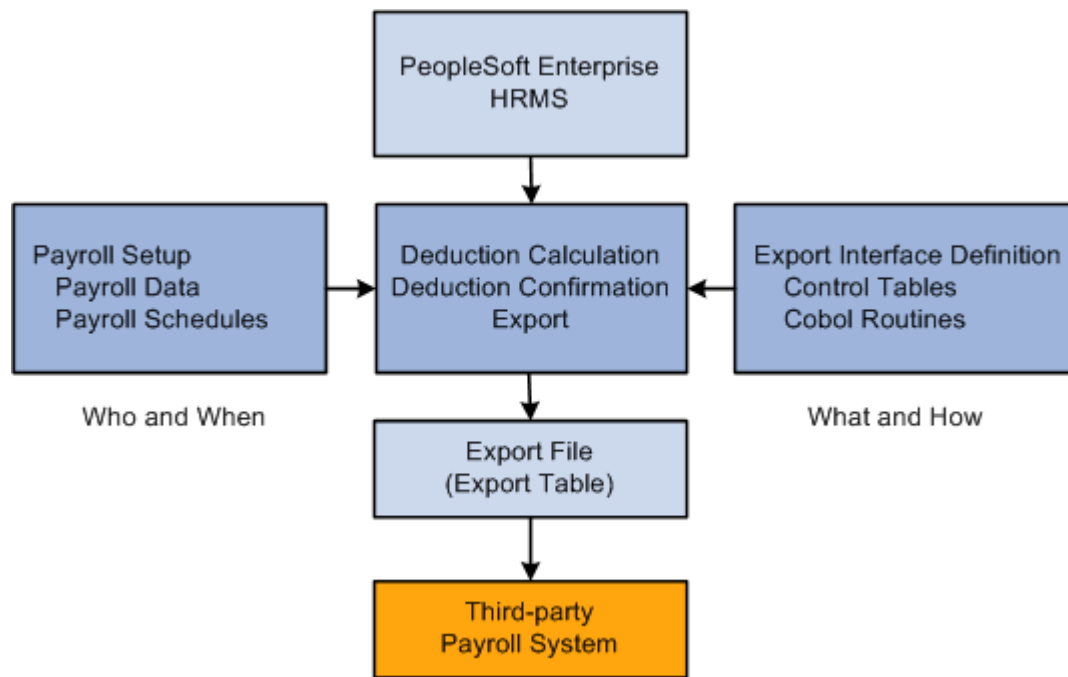 PeopleSoft Enterprise
HRMS
Payroll Setup
Payroll Data
Payroll Schedules
Deduction Calculation
Deduction Confirmation
Export
Export Interface Definition
Control Tables
Cobol Routines
Who and When
What and How
Export File
(Export Table)
Third-party
Payroll System